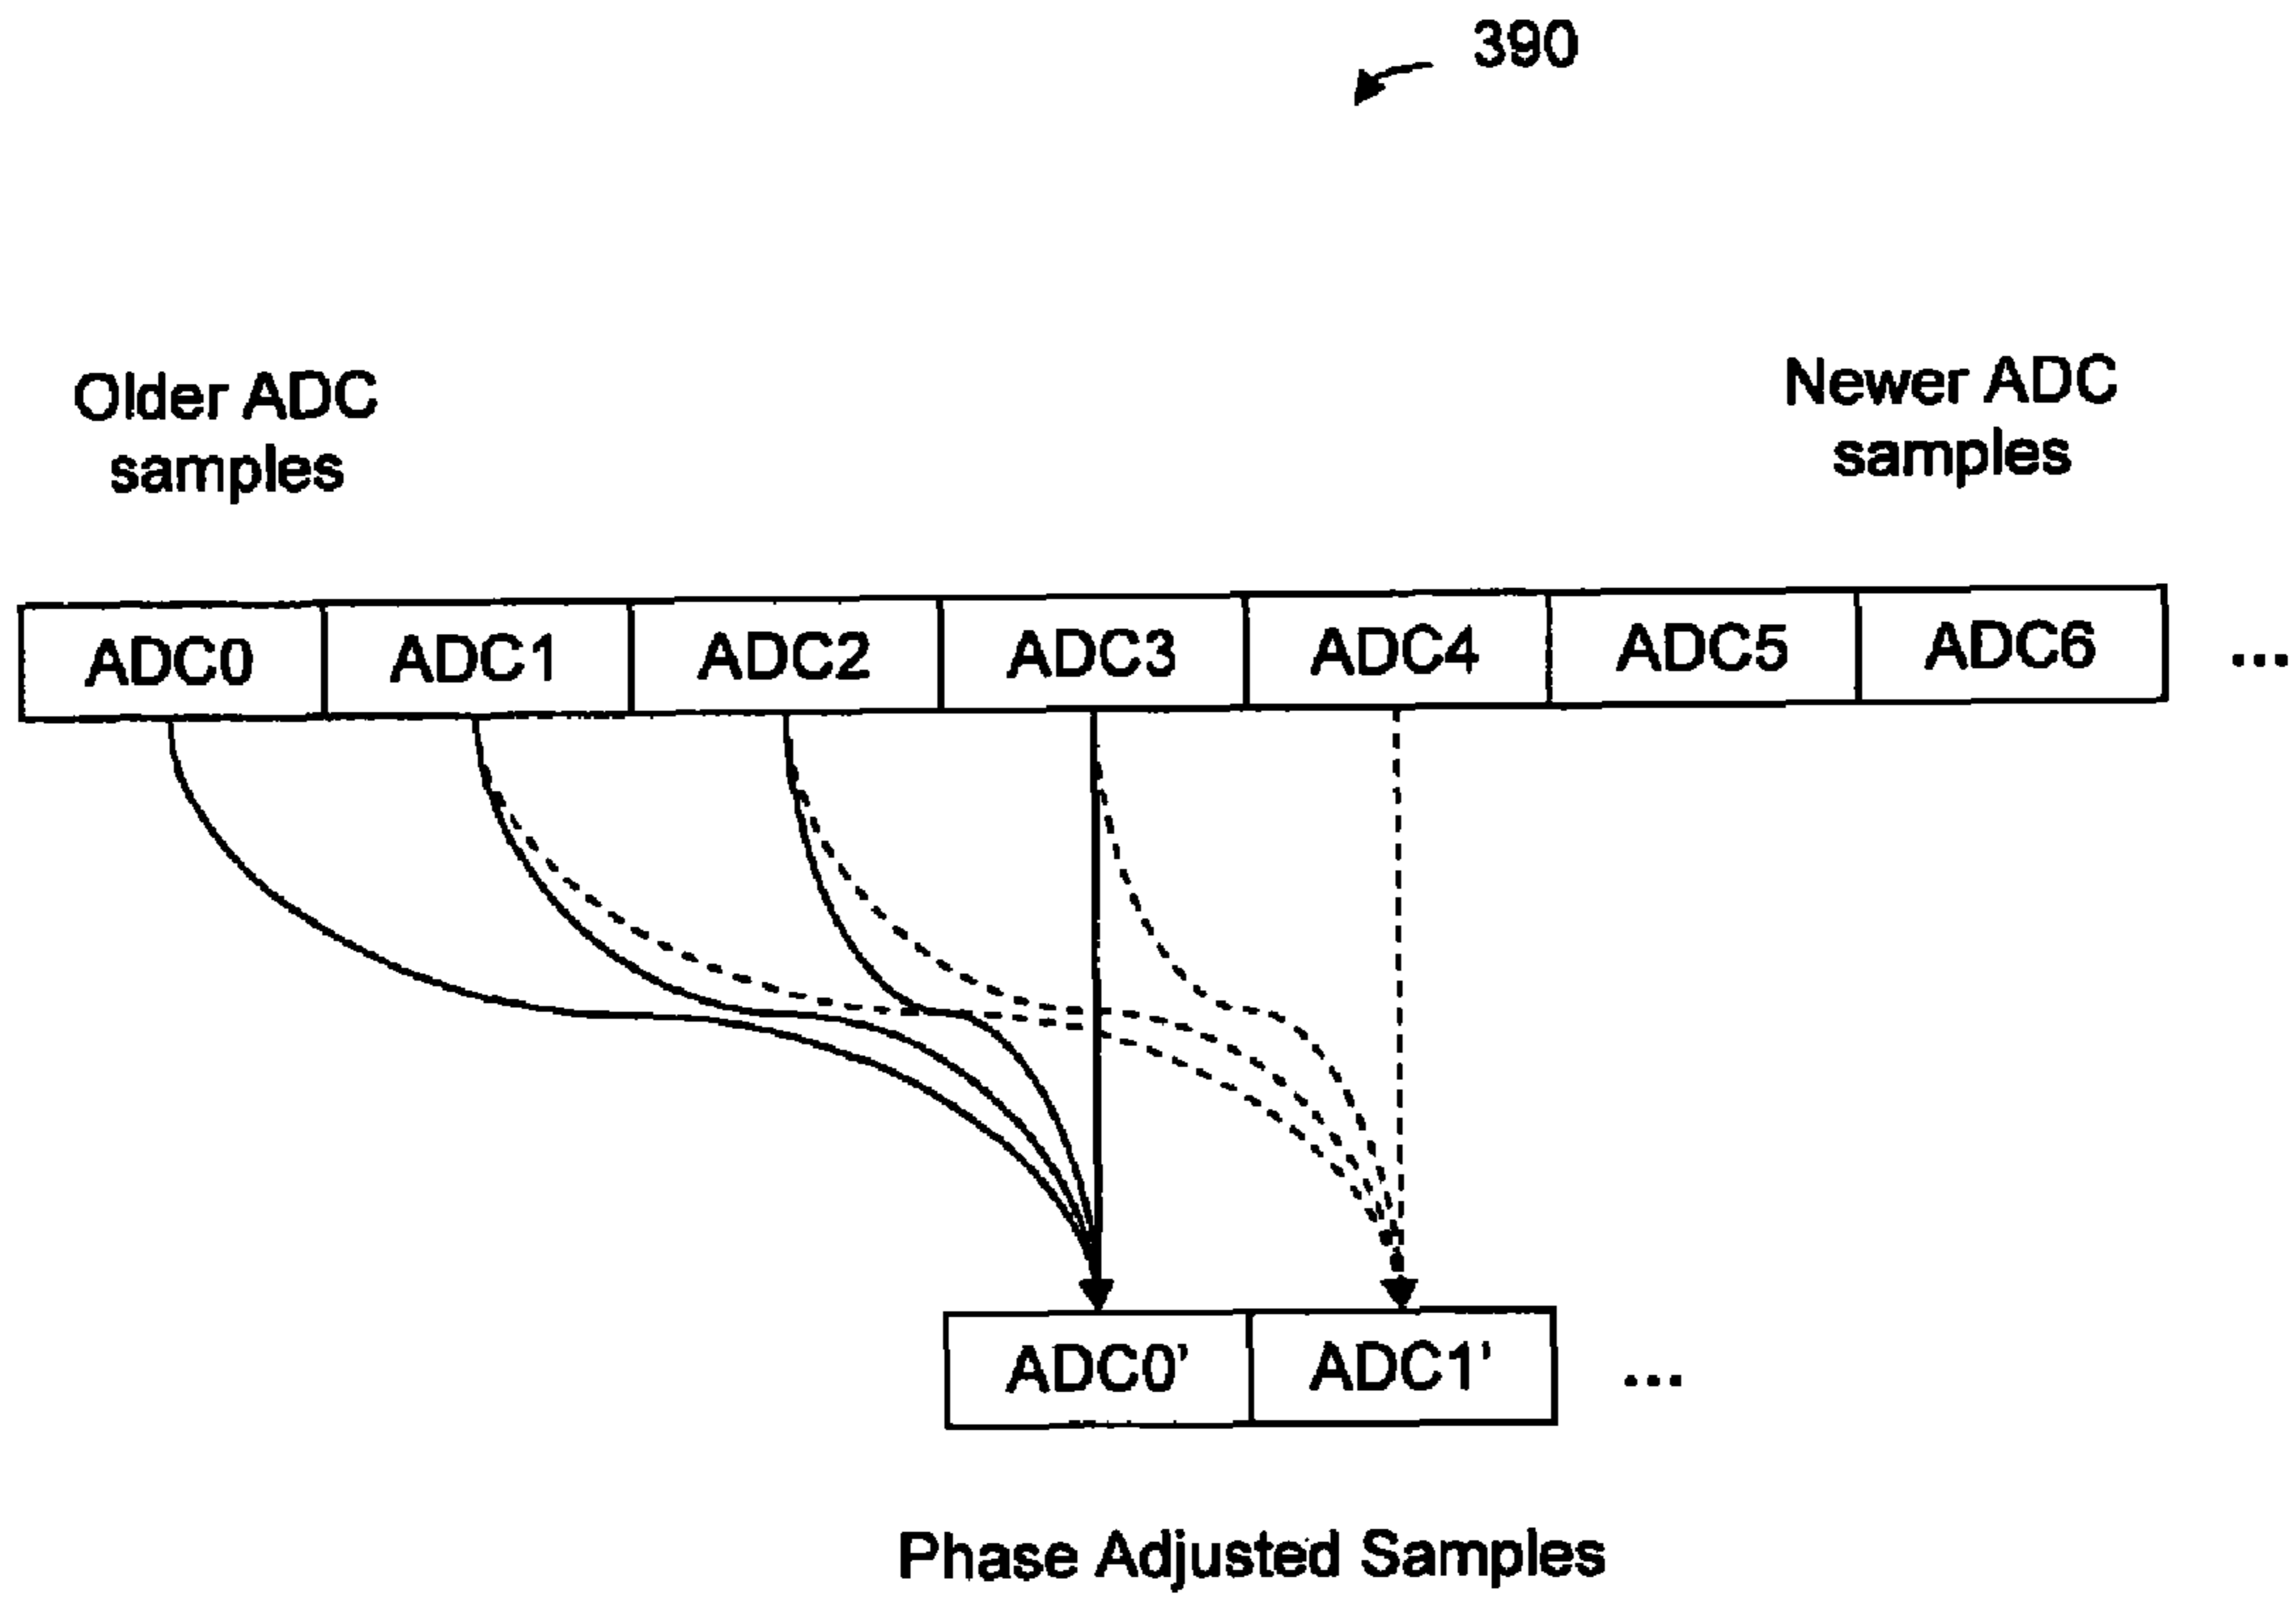 390
Older ADC
samples
Newer ADC
samples
ADC0 ADC1 ADC2 ADC3 ADC4 ADC5 ADC6 ...
ADC0' ADC1' ...
Phase Adjusted Samples